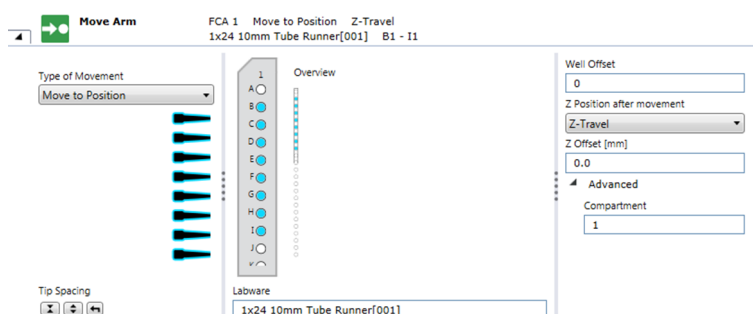 Move Arm
FCA 1 Move to Position Z-Travel
1x24 10mm Tube Runner[001] B1 - I1
Type of Movement
Move to Position
Tip Spacing
1
A
B
C
D
E
F
G
H
I
J
Overview
Labware
1x24 10mm Tube Runner[001]
Well Offset
0
Z Position after movement
Z-Travel
Z Offset [mm]
0.0
Advanced
Compartment
1